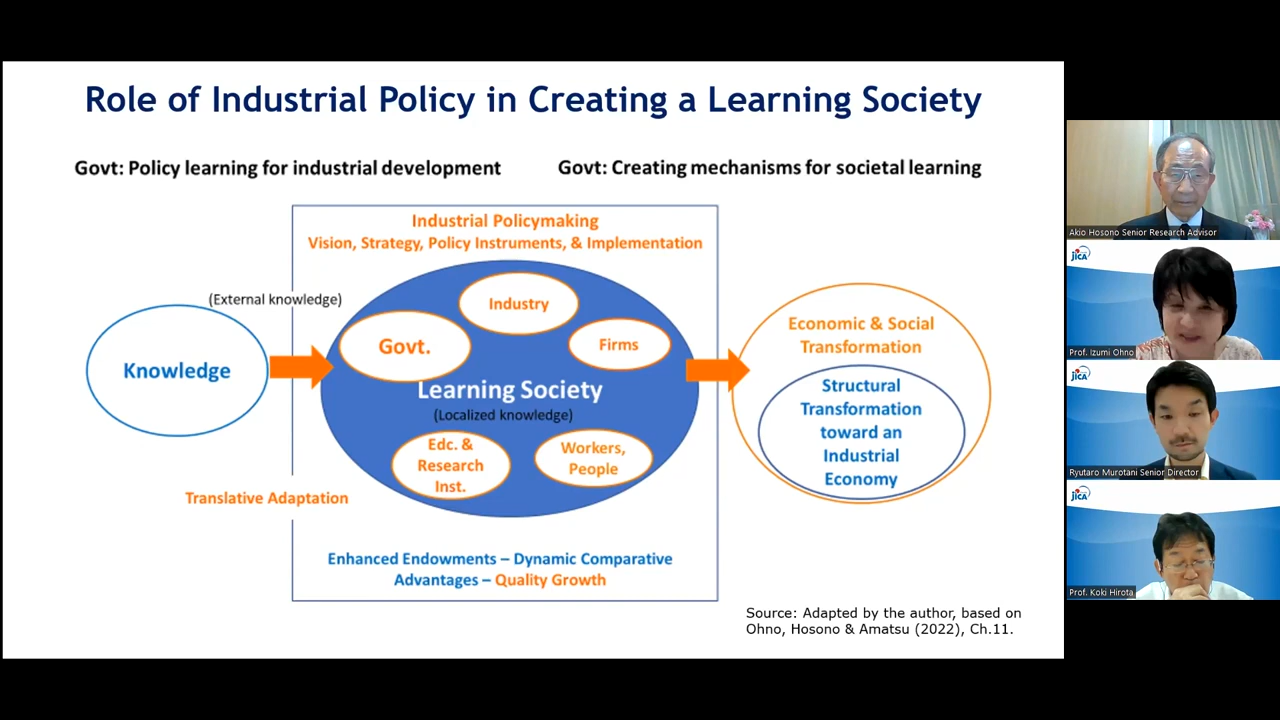 Role of Industrial Policy in Creating a Learning Society
Govt: Policy learning for industrial development
Govt: Creating mechanisms for societal learning
Industrial Policymaking
Vision, Strategy, Policy Instruments, & Implementation
(External knowledge)
Knowledge
Industry
Govt.
Firms
Learning Society
(Localized knowledge)
Edc. &
Research
Inst.
Workers,
People
Translative Adaptation
Enhanced Endowments – Dynamic Comparative
Advantages – Quality Growth
Economic & Social
Transformation
Structural
Transformation
toward an
Industrial
Economy
Source: Adapted by the author, based on
Ohno, Hosono & Amatsu (2022), Ch.11.
Akio Hosono Senior Research Advisor
JICA
Prof. Izumi Ohno
JICA
Ryutaro Murotani Senior Director
JICA
Prof. Koki Hirota